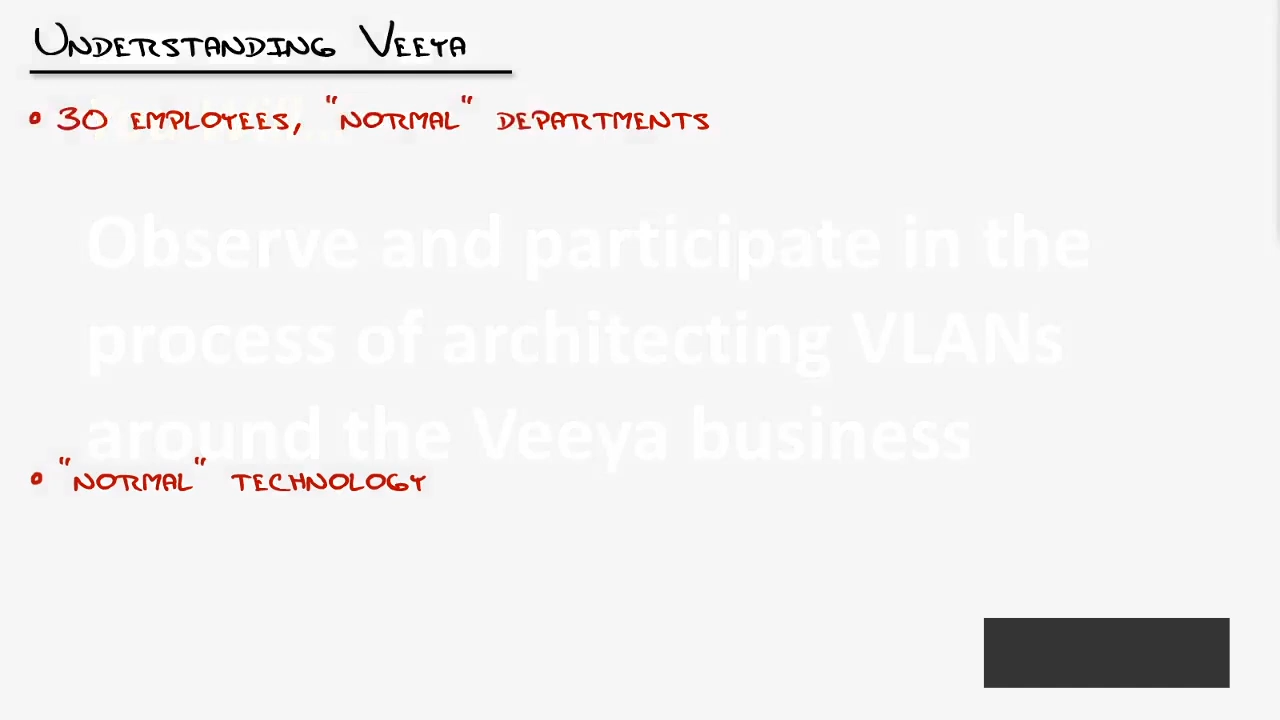 Understanding Veeya
• 30 employees, "normal" departments
Observe and participate in the
process of architecting VLANs
around the Veeya business
• "normal" technology